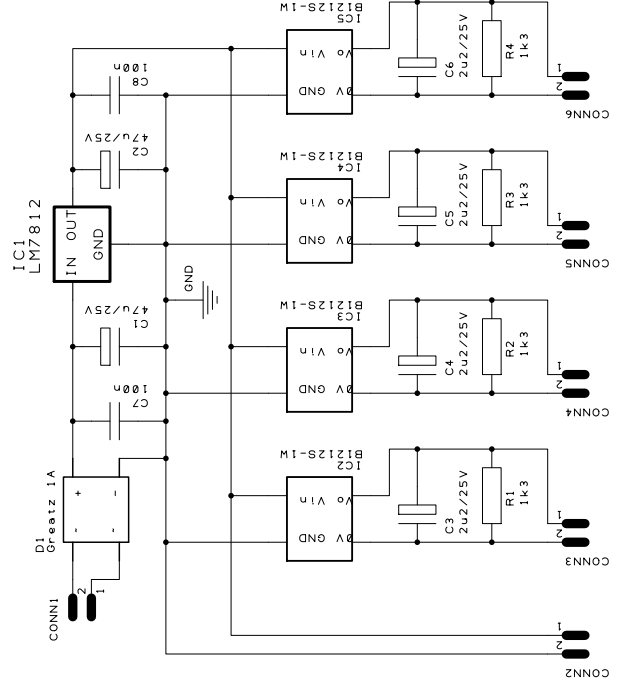 B1212S-1W
IC5
Vin
Vo
GND
0V
C6
2u2/25V
R4
1k3
1
2
CONN6
100n
C8
47u/25V
C2
IC1
LM7812
IN
OUT
GND
B1212S-1W
IC4
Vin
Vo
GND
0V
C5
2u2/25V
R3
1k3
1
2
CONN5
GND
47u/25V
C1
100n
C7
B1212S-1W
IC3
Vin
Vo
GND
0V
C4
2u2/25V
R2
1k3
1
2
CONN4
D1
Greatz 1A
+
-
~
~
B1212S-1W
IC2
Vin
Vo
GND
0V
C3
2u2/25V
R1
1k3
1
2
CONN3
CONN1
2
1
1
2
CONN2